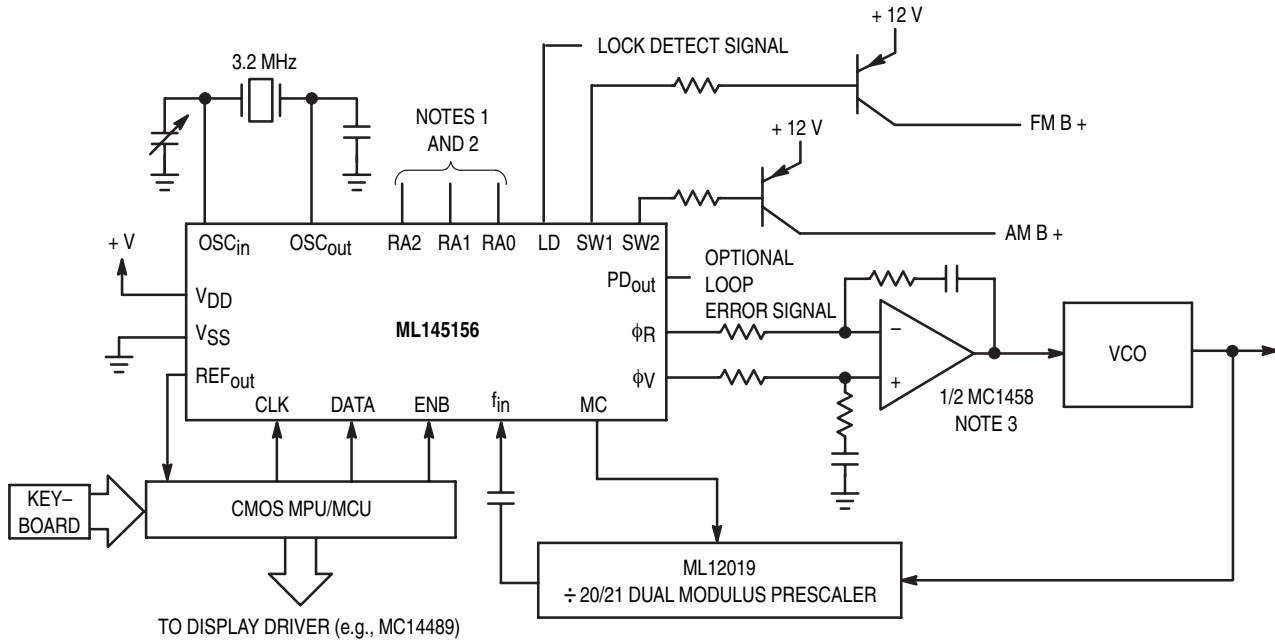 + 12 V
LOCK DETECT SIGNAL
3.2 MHz
NOTES 1
AND 2
FM B +
+ 12 V
AM B +
+ V
OSCin
OSCout
RA2
RA1
RA0
LD
SW1
SW2
PDout
OPTIONAL
LOOP
ERROR SIGNAL
VDD
VSS
ML145156
ϕR
ϕV
REFout
CLK
DATA
ENB
fin
MC
–
+
1/2 MC1458
NOTE 3
VCO
KEY–
BOARD
CMOS MPU/MCU
ML12019
÷ 20/21 DUAL MODULUS PRESCALER
TO DISPLAY DRIVER (e.g., MC14489)